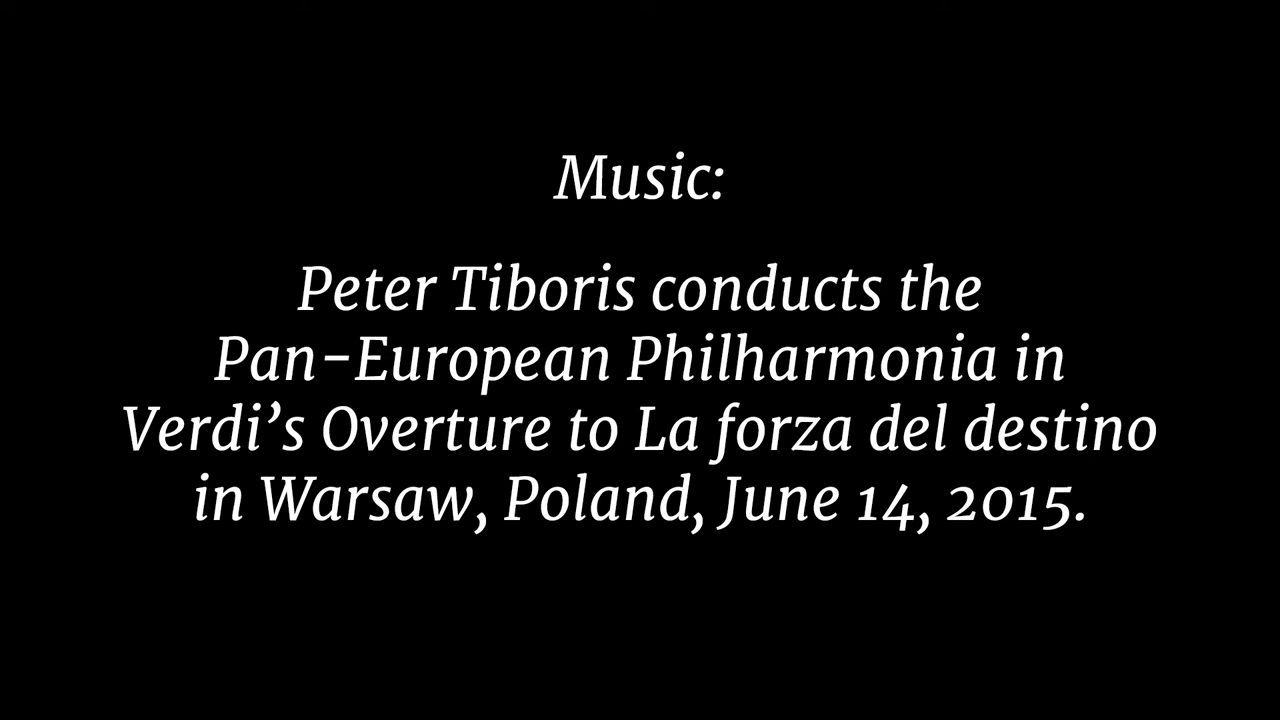 Music:
Peter Tiboris conducts the
Pan-European Philharmonia in
Verdi’s Overture to La forza del destino
in Warsaw, Poland, June 14, 2015.